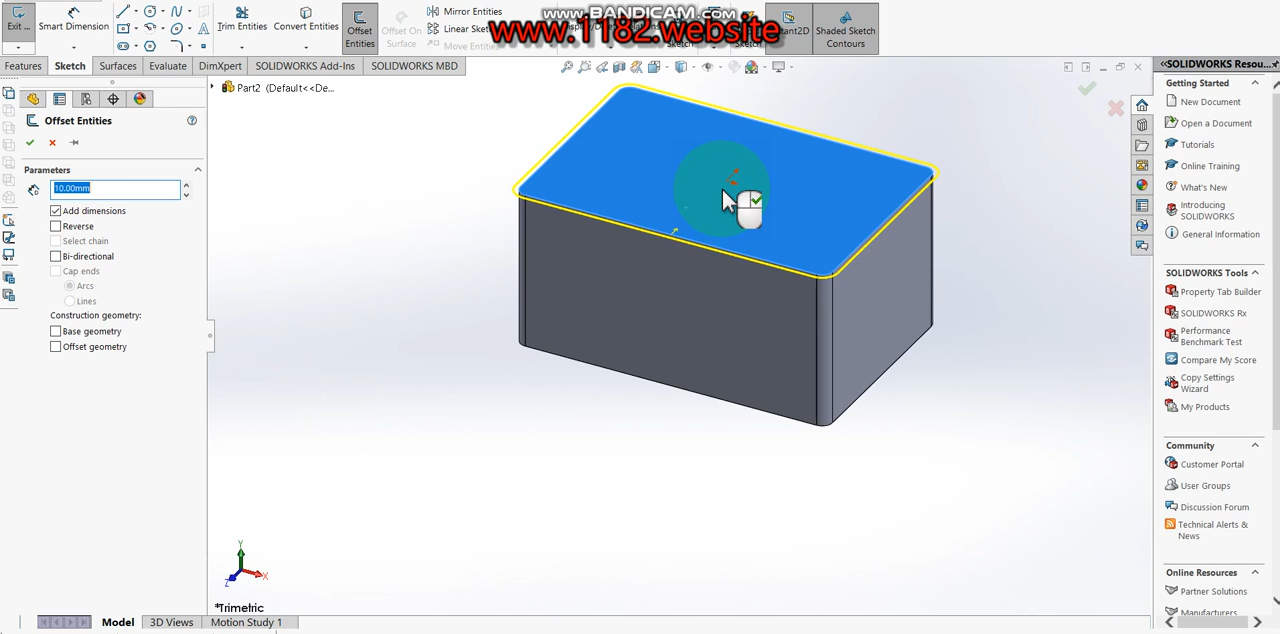 www.BANDICAM.com
www.1182.website
Exit ...
Smart Dimension
Trim Entities
Convert Entities
Offset Entities
Offset On Surface
Mirror Entities
Linear Sketc
Move Entities
Sketch
Sketch
Instant2D
Shaded Sketch Contours
Features
Sketch
Surfaces
Evaluate
DimXpert
SOLIDWORKS Add-Ins
SOLIDWORKS MBD
Part2 (Default<<De...
Offset Entities
Parameters
10.00mm
Add dimensions
Reverse
Select chain
Bi-directional
Cap ends
Arcs
Lines
Construction geometry:
Base geometry
Offset geometry
Y
Z
X
*Trimetric
Model
3D Views
Motion Study 1
SOLIDWORKS Resou...
Getting Started
New Document
Open a Document
Tutorials
Online Training
What's New
Introducing SOLIDWORKS
General Information
SOLIDWORKS Tools
Property Tab Builder
SOLIDWORKS Rx
Performance Benchmark Test
Compare My Score
Copy Settings Wizard
My Products
Community
Customer Portal
User Groups
Discussion Forum
Technical Alerts & News
Online Resources
Partner Solutions
Manufacturers